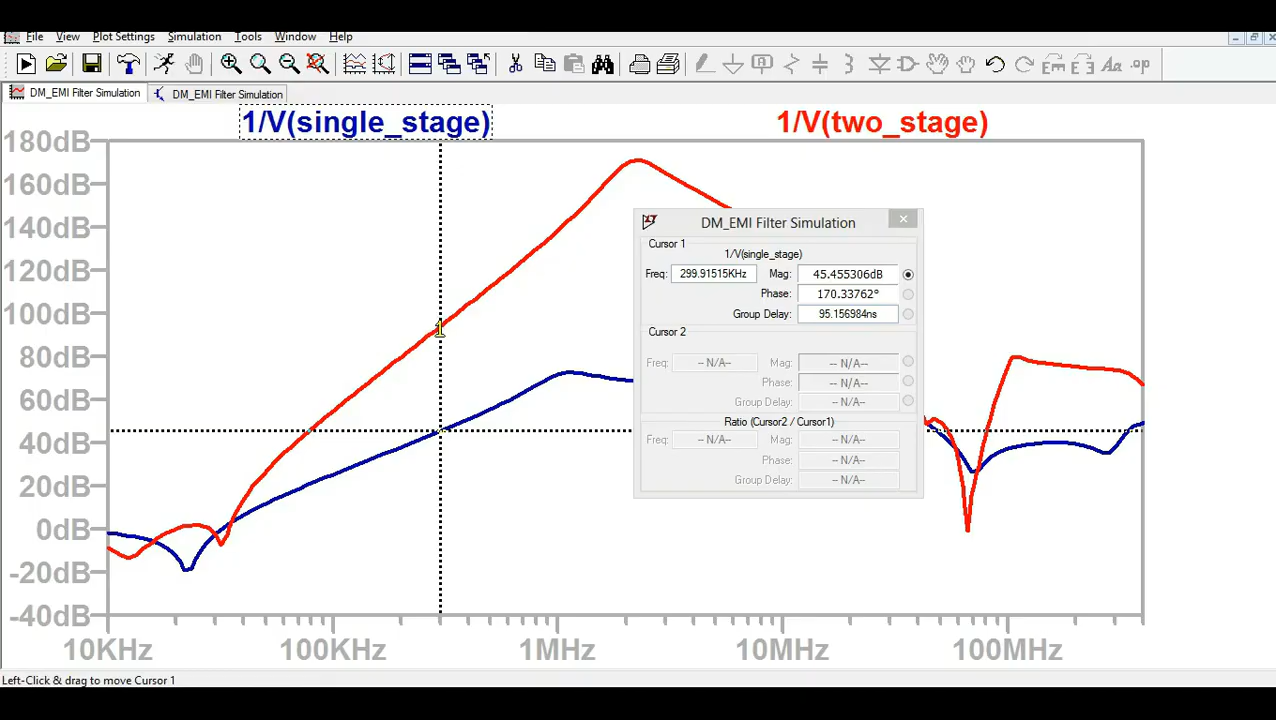 File View Plot Settings Simulation Tools Window Help
DM_EMI Filter Simulation DM_EMI Filter Simulation
1/V(single_stage) 1/V(two_stage)
180dB
160dB
140dB
120dB
100dB
80dB
60dB
40dB
20dB
0dB
-20dB
-40dB
10KHz 100KHz 1MHz 10MHz 100MHz
1
DM_EMI Filter Simulation
Cursor 1
1/V(single_stage)
Freq: 299.91515KHz Mag: 45.455306dB
Phase: 170.33762°
Group Delay: 95.156984ns
Cursor 2
Freq: -- N/A-- Mag: -- N/A--
Phase: -- N/A--
Group Delay: -- N/A--
Ratio (Cursor2 / Cursor1)
Freq: -- N/A-- Mag: -- N/A--
Phase: -- N/A--
Group Delay: -- N/A--
Left-Click & drag to move Cursor 1